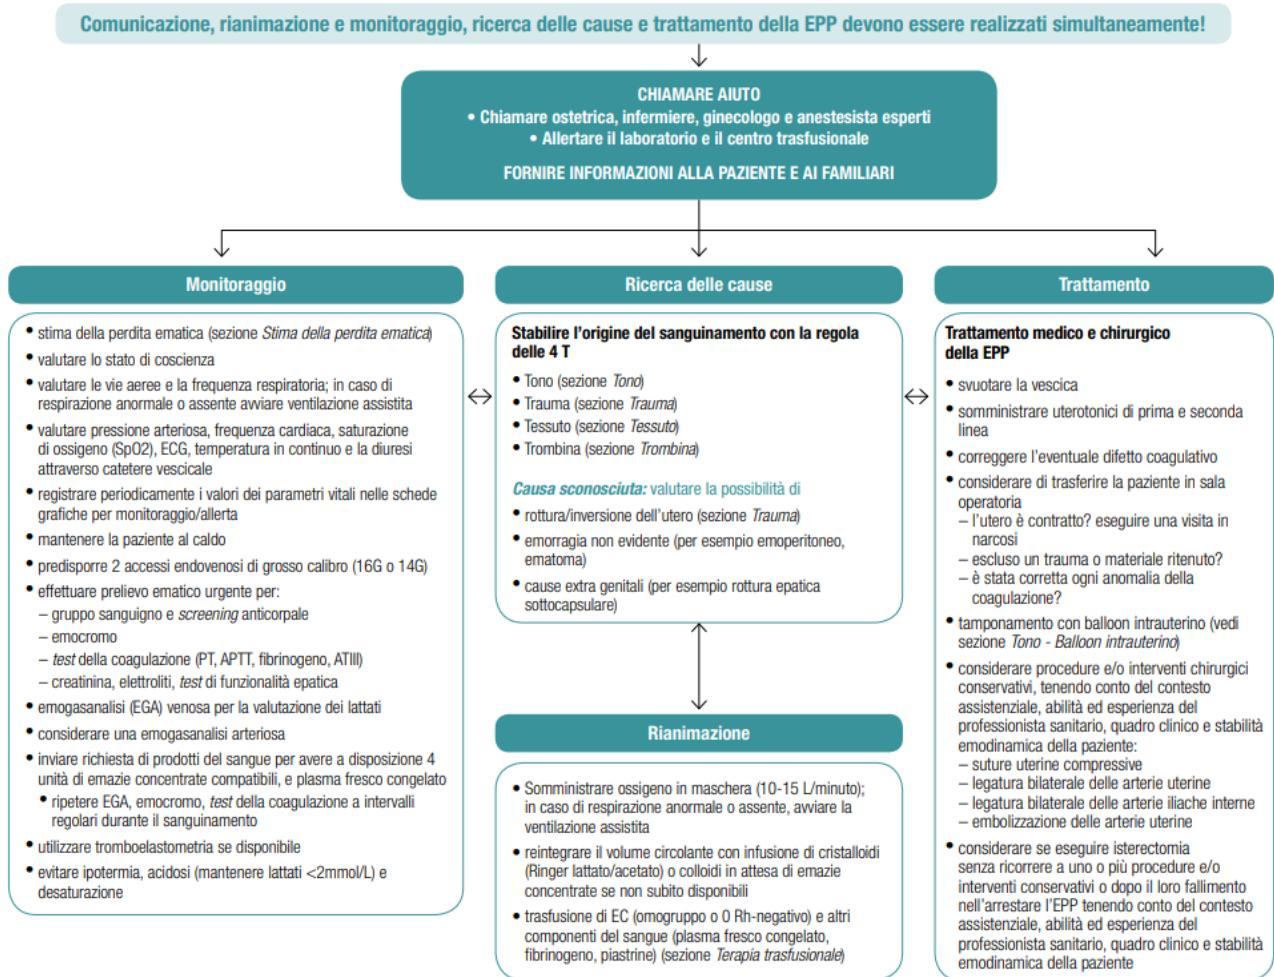 Comunicazione, rianimazione e monitoraggio, ricerca delle cause e trattamento della EPP devono essere realizzati simultaneamente!
CHIAMARE AIUTO
• Chiamare ostetrica, infermiere, ginecologo e anestesista esperti
• Allertare il laboratorio e il centro trasfusionale
FORNIRE INFORMAZIONI ALLA PAZIENTE E AI FAMILIARI
Monitoraggio
• stima della perdita ematica (sezione Stima della perdita ematica)
• valutare lo stato di coscienza
• valutare le vie aeree e la frequenza respiratoria; in caso di
respirazione anormale o assente avviare ventilazione assistita
• valutare pressione arteriosa, frequenza cardiaca, saturazione
di ossigeno (SpO2), ECG, temperatura in continuo e la diuresi
attraverso catetere vescicale
• registrare periodicamente i valori dei parametri vitali nelle schede
grafiche per monitoraggio/allerta
• mantenere la paziente al caldo
• predisporre 2 accessi endovenosi di grosso calibro (16G o 14G)
• effettuare prelievo ematico urgente per:
– gruppo sanguigno e screening anticorpale
– emocromo
– test della coagulazione (PT, APTT, fibrinogeno, ATIII)
– creatinina, elettroliti, test di funzionalità epatica
• emogasanalisi (EGA) venosa per la valutazione dei lattati
• considerare una emogasanalisi arteriosa
• inviare richiesta di prodotti del sangue per avere a disposizione 4
unità di emazie concentrate compatibili, e plasma fresco congelato
• ripetere EGA, emocromo, test della coagulazione a intervalli
regolari durante il sanguinamento
• utilizzare tromboelastometria se disponibile
• evitare ipotermia, acidosi (mantenere lattati <2mmol/L) e
desaturazione
Ricerca delle cause
Stabilire l’origine del sanguinamento con la regola
delle 4 T
• Tono (sezione Tono)
• Trauma (sezione Trauma)
• Tessuto (sezione Tessuto)
• Trombina (sezione Trombina)
Causa sconosciuta: valutare la possibilità di
• rottura/inversione dell’utero (sezione Trauma)
• emorragia non evidente (per esempio emoperitoneo,
ematoma)
• cause extra genitali (per esempio rottura epatica
sottocapsulare)
Rianimazione
• Somministrare ossigeno in maschera (10-15 L/minuto);
in caso di respirazione anormale o assente, avviare la
ventilazione assistita
• reintegrare il volume circolante con infusione di cristalloidi
(Ringer lattato/acetato) o colloidi in attesa di emazie
concentrate se non subito disponibili
• trasfusione di EC (omogruppo o 0 Rh-negativo) e altri
componenti del sangue (plasma fresco congelato,
fibrinogeno, piastrine) (sezione Terapia trasfusionale)
Trattamento
Trattamento medico e chirurgico
della EPP
• svuotare la vescica
• somministrare uterotonici di prima e seconda
linea
• correggere l’eventuale difetto coagulativo
• considerare di trasferire la paziente in sala
operatoria
– l’utero è contratto? eseguire una visita in
narcosi
– escluso un trauma o materiale ritenuto?
– è stata corretta ogni anomalia della
coagulazione?
• tamponamento con balloon intrauterino (vedi
sezione Tono - Balloon intrauterino)
• considerare procedure e/o interventi chirurgici
conservativi, tenendo conto del contesto
assistenziale, abilità ed esperienza del
professionista sanitario, quadro clinico e stabilità
emodinamica della paziente:
– suture uterine compressive
– legatura bilaterale delle arterie uterine
– legatura bilaterale delle arterie iliache interne
– embolizzazione delle arterie uterine
• considerare se eseguire isterectomia
senza ricorrere a uno o più procedure e/o
interventi conservativi o dopo il loro fallimento
nell’arrestare l’EPP tenendo conto del contesto
assistenziale, abilità ed esperienza del
professionista sanitario, quadro clinico e stabilità
emodinamica della paziente